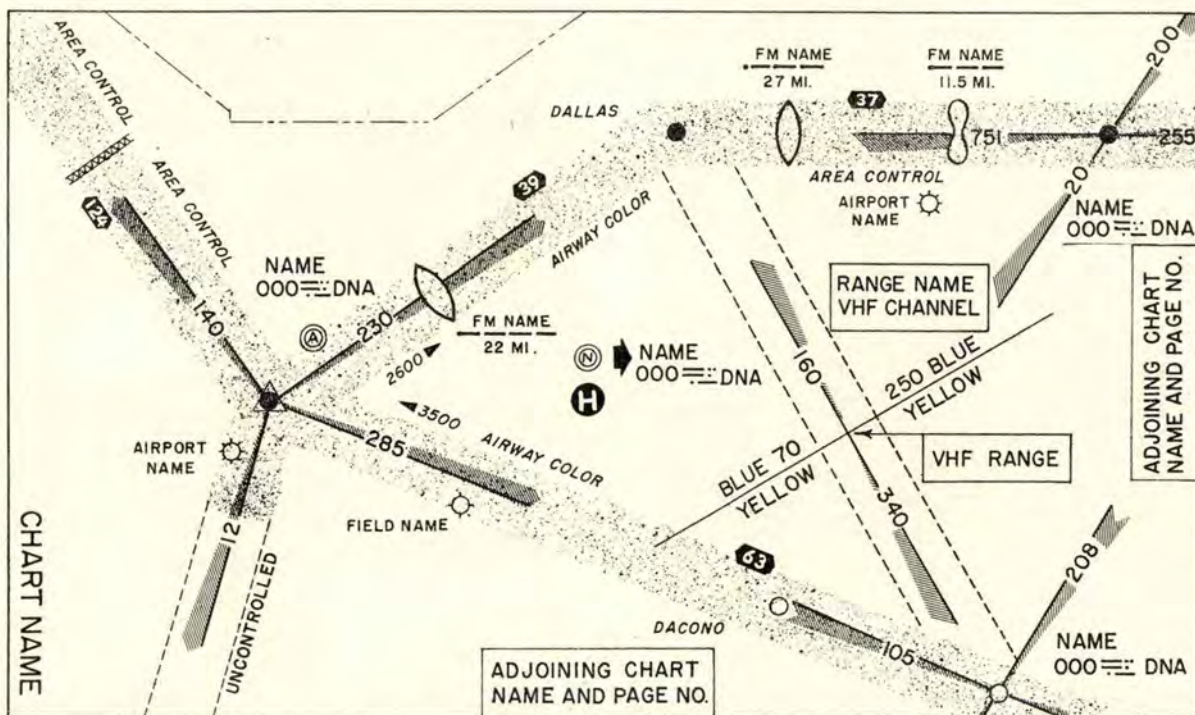 AREA CONTROL
AREA CONTROL
124
140
NAME
000 DNA
A
230
39
FM NAME
22 MI.
2600
3500
AIRWAY COLOR
DALLAS
FM NAME
27 MI.
37
FM NAME
11.5 MI.
751
AREA CONTROL
AIRPORT
NAME
200
255
20
NAME
000 DNA
RANGE NAME
VHF CHANNEL
ADJOINING CHART
NAME AND PAGE NO.
N
NAME
000 DNA
H
160
250 BLUE
YELLOW
BLUE 70
YELLOW
VHF RANGE
340
AIRPORT
NAME
285
AIRWAY COLOR
FIELD NAME
12
UNCONTROLLED
CHART NAME
63
DACONO
105
208
NAME
000 DNA
ADJOINING CHART
NAME AND PAGE NO.